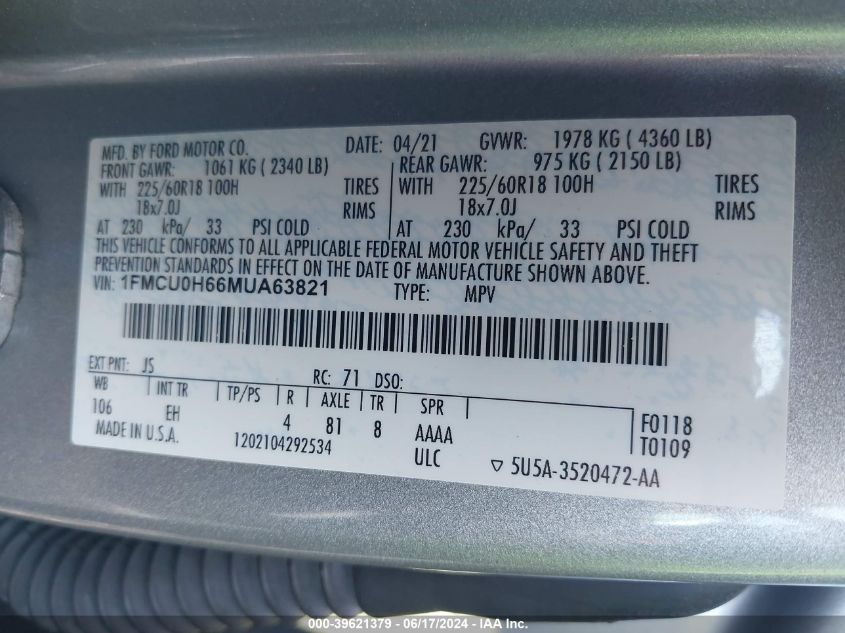 MFD. BY FORD MOTOR CO. DATE: 04/21 GVWR: 1978 KG ( 4360 LB)
FRONT GAWR: 1061 KG ( 2340 LB) REAR GAWR: 975 KG ( 2150 LB)
WITH 225/60R18 100H TIRES WITH 225/60R18 100H TIRES
18x7.0J RIMS 18x7.0J RIMS
AT 230 kPa/ 33 PSI COLD AT 230 kPa/ 33 PSI COLD
THIS VEHICLE CONFORMS TO ALL APPLICABLE FEDERAL MOTOR VEHICLE SAFETY AND THEFT
PREVENTION STANDARDS IN EFFECT ON THE DATE OF MANUFACTURE SHOWN ABOVE.
VIN: 1FMCU0H66MUA63821 TYPE: MPV
EXT PNT: JS RC: 71 DSO:
WB INT TR TP/PS R AXLE TR SPR
106 EH 4 81 8 AAAA F0118
MADE IN U.S.A. 1202104292534 ULC T0109
▽ 5U5A-3520472-AA
000-39621379 - 06/17/2024 - IAA Inc.